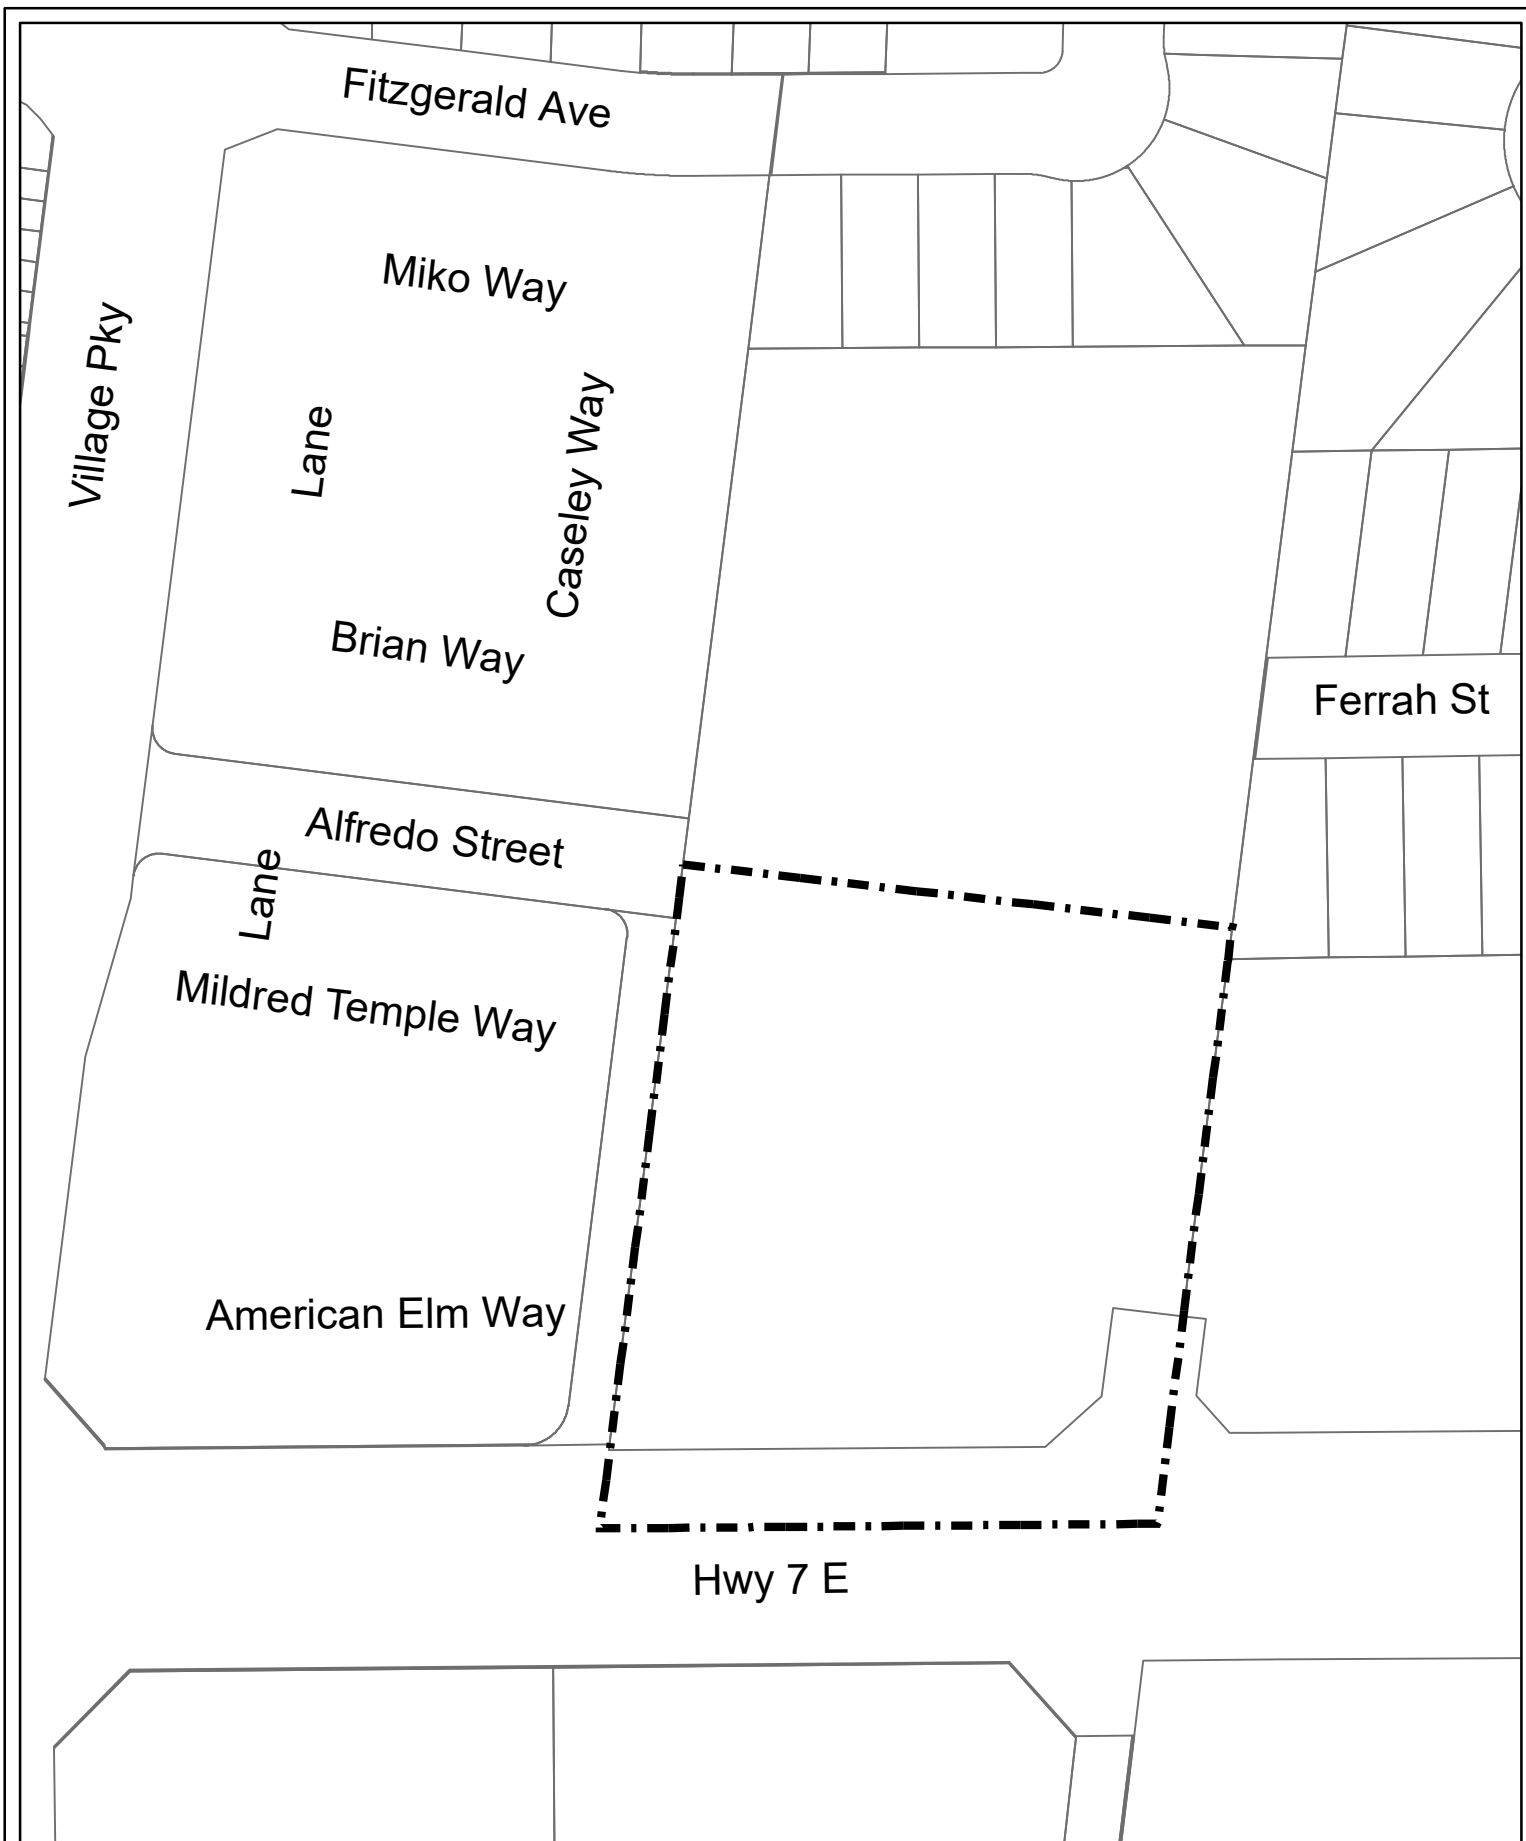 Fitzgerald Ave
Miko Way
Village Pky
Lane
Caseley Way
Brian Way
Ferrah St
Alfredo Street
Lane
Mildred Temple Way
American Elm Way
Hwy 7 E